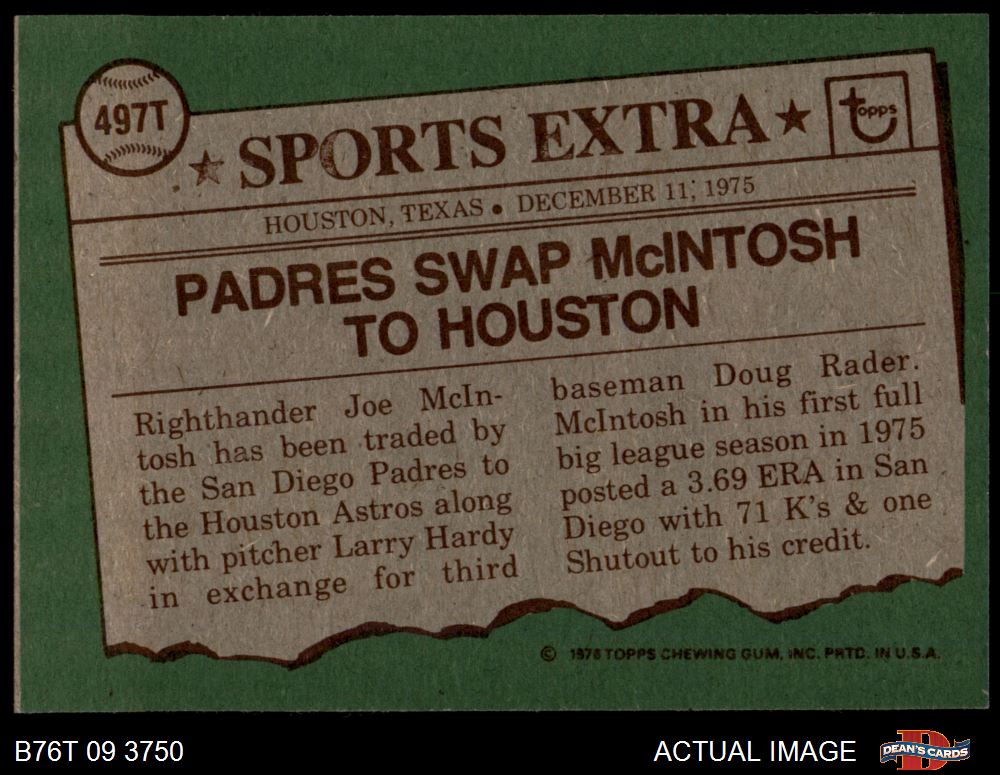 497T
★ SPORTS EXTRA ★
topps
HOUSTON, TEXAS • DECEMBER 11, 1975
PADRES SWAP McINTOSH
TO HOUSTON
Righthander Joe McIn-
tosh has been traded by
the San Diego Padres to
the Houston Astros along
with pitcher Larry Hardy
in exchange for third
baseman Doug Rader.
McIntosh in his first full
big league season in 1975
posted a 3.69 ERA in San
Diego with 71 K's & one
Shutout to his credit.
© 1976 TOPPS CHEWING GUM, INC. PRTD. IN U.S.A.
B76T 09 3750
ACTUAL IMAGE
DEAN'S CARDS